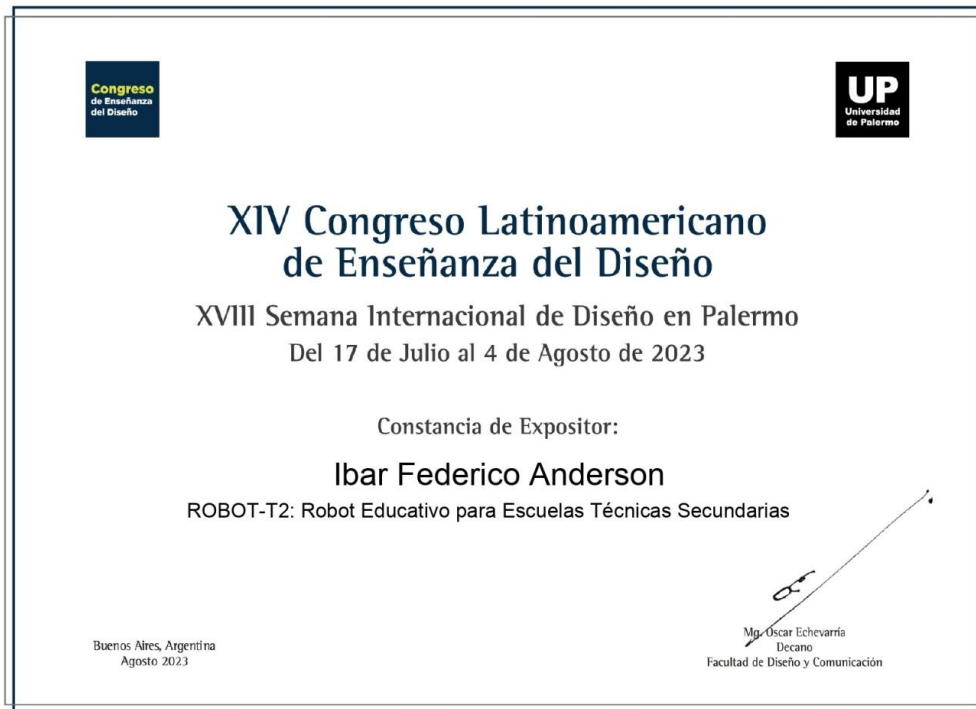 Congreso
de Enseñanza
del Diseño
UP
Universidad
de Palermo
XIV Congreso Latinoamericano
de Enseñanza del Diseño
XVIII Semana Internacional de Diseño en Palermo
Del 17 de Julio al 4 de Agosto de 2023
Constancia de Expositor:
Ibar Federico Anderson
ROBOT-T2: Robot Educativo para Escuelas Técnicas Secundarias
Buenos Aires, Argentina
Agosto 2023
Mg. Oscar Echevarría
Decano
Facultad de Diseño y Comunicación